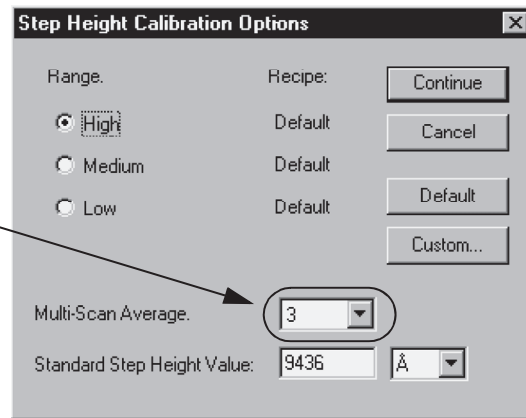 Step Height Calibration Options
Range. Recipe: Continue
High Default Cancel
Medium Default
Low Default Default
Custom...
Multi-Scan Average. 3
Standard Step Height Value: 9436 Å